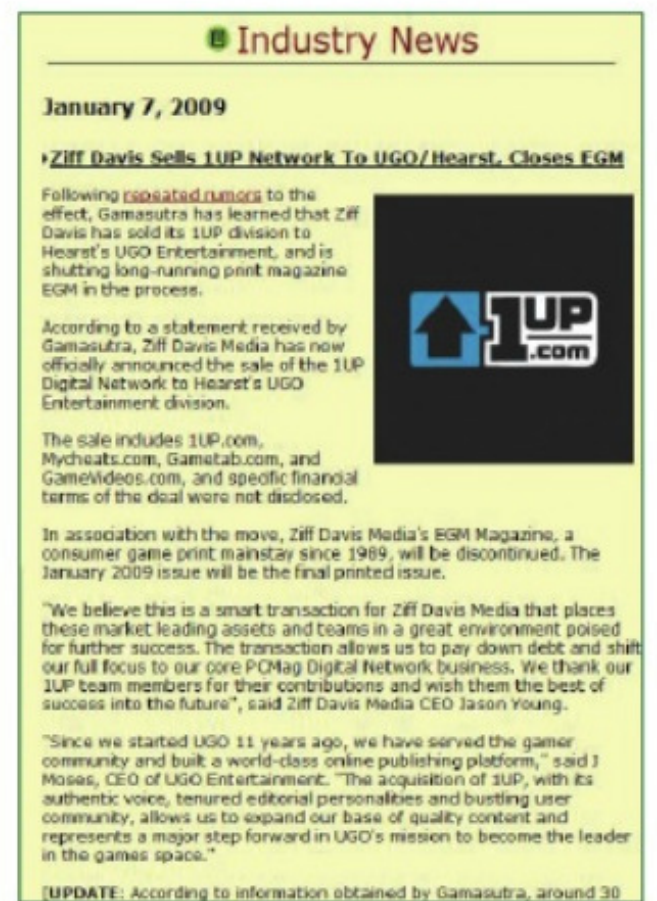 Industry News
January 7, 2009
Ziff Davis Sells 1UP Network To UGO/Hearst, Closes EGM
Following repeated rumors to the
effect, Gamasutra has learned that Ziff
Davis has sold its 1UP division to
Hearst's UGO Entertainment, and is
shutting long-running print magazine
EGM in the process.
1UP
.com
According to a statement received by
Gamasutra, Ziff Davis Media has now
officially announced the sale of the 1UP
Digital Network to Hearst's UGO
Entertainment division.
The sale includes 1UP.com,
Mycheats.com, Gametab.com, and
GameVideos.com, and specific financial
terms of the deal were not disclosed.
In association with the move, Ziff Davis Media's EGM Magazine, a
consumer game print mainstay since 1989, will be discontinued. The
January 2009 issue will be the final printed issue.
"We believe this is a smart transaction for Ziff Davis Media that places
these market leading assets and teams in a great environment poised
for further success. The transaction allows us to pay down debt and shift
our full focus to our core PCMag Digital Network business. We thank our
1UP team members for their contributions and wish them the best of
success into the future", said Ziff Davis Media CEO Jason Young.
"Since we started UGO 11 years ago, we have served the gamer
community and built a world-class online publishing platform," said J
Moses, CEO of UGO Entertainment. "The acquisition of 1UP, with its
authentic voice, tenured editorial personalities and bustling user
community, allows us to expand our base of quality content and
represents a major step forward in UGO's mission to become the leader
in the games space."
[UPDATE: According to information obtained by Gamasutra, around 30